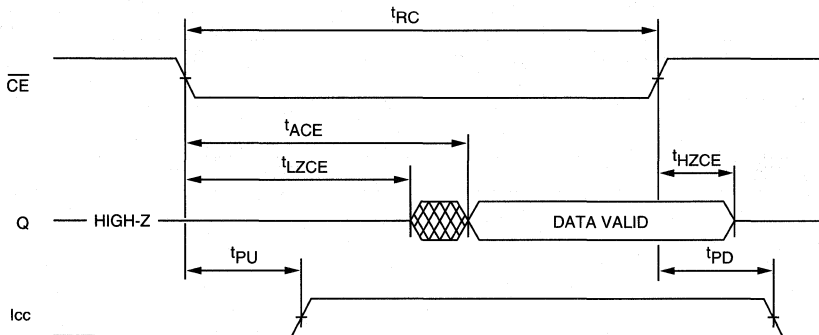 tRC
CE
tACE
tLZCE
tHZCE
Q HIGH-Z DATA VALID
tPU tPD
Icc